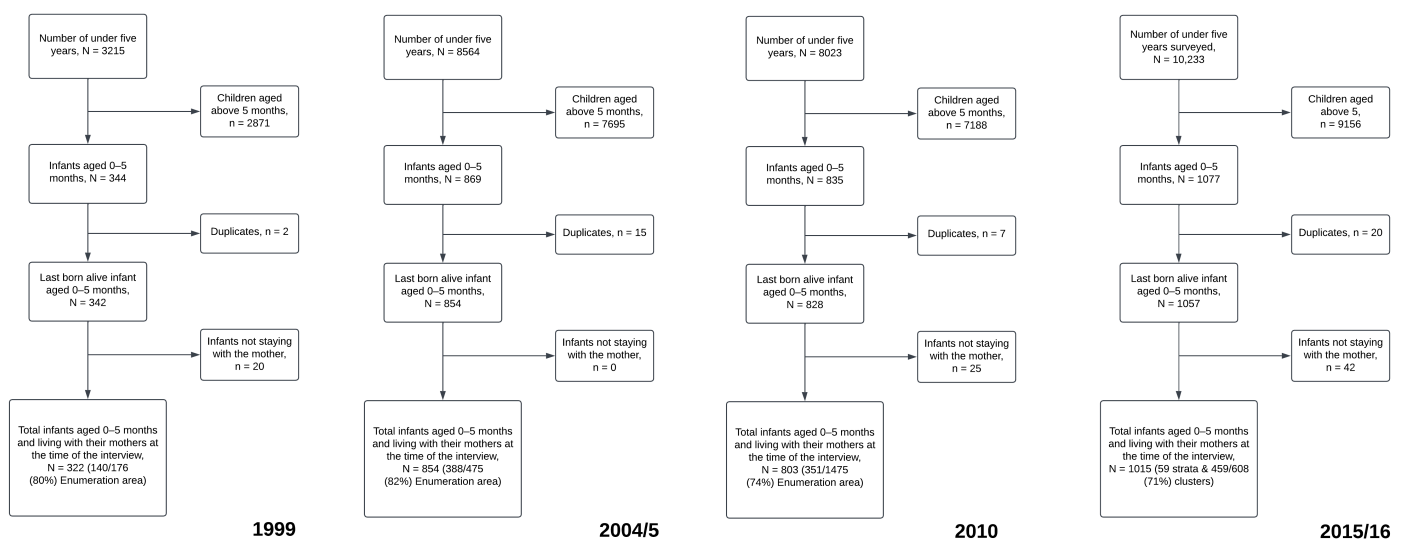 Number of under five
years, N = 3215
Children aged
above 5 months,
n = 2871
Infants aged 0–5
months, N = 344
Duplicates, n = 2
Last born alive infant
aged 0–5 months,
N = 342
Infants not staying
with the mother,
n = 20
Total infants aged 0–5 months
and living with their mothers at
the time of the interview,
N = 322 (140/176
(80%) Enumeration area)
1999
Number of under five
years, N = 8564
Children aged
above 5 months,
n = 7695
Infants aged 0–5
months, N = 869
Duplicates, n = 15
Last born alive infant
aged 0–5 months,
N = 854
Infants not staying
with the mother,
n = 0
Total infants aged 0–5 months
and living with their mothers at
the time of the interview,
N = 854 (388/475
(82%) Enumeration area)
2004/5
Number of under five
years, N = 8023
Children aged
above 5 months,
n = 7188
Infants aged 0–5
months, N = 835
Duplicates, n = 7
Last born alive infant
aged 0–5 months,
N = 828
Infants not staying
with the mother,
n = 25
Total infants aged 0–5 months
and living with their mothers at
the time of the interview,
N = 803 (351/1475
(74%) Enumeration area)
2010
Number of under five
years surveyed,
N = 10,233
Children aged
above 5,
n = 9156
Infants aged 0–5
months, N = 1077
Duplicates, n = 20
Last born alive infant
aged 0–5 months,
N = 1057
Infants not staying
with the mother,
n = 42
Total infants aged 0–5 months
and living with their mothers at
the time of the interview,
N = 1015 (59 strata & 459/608
(71%) clusters)
2015/16